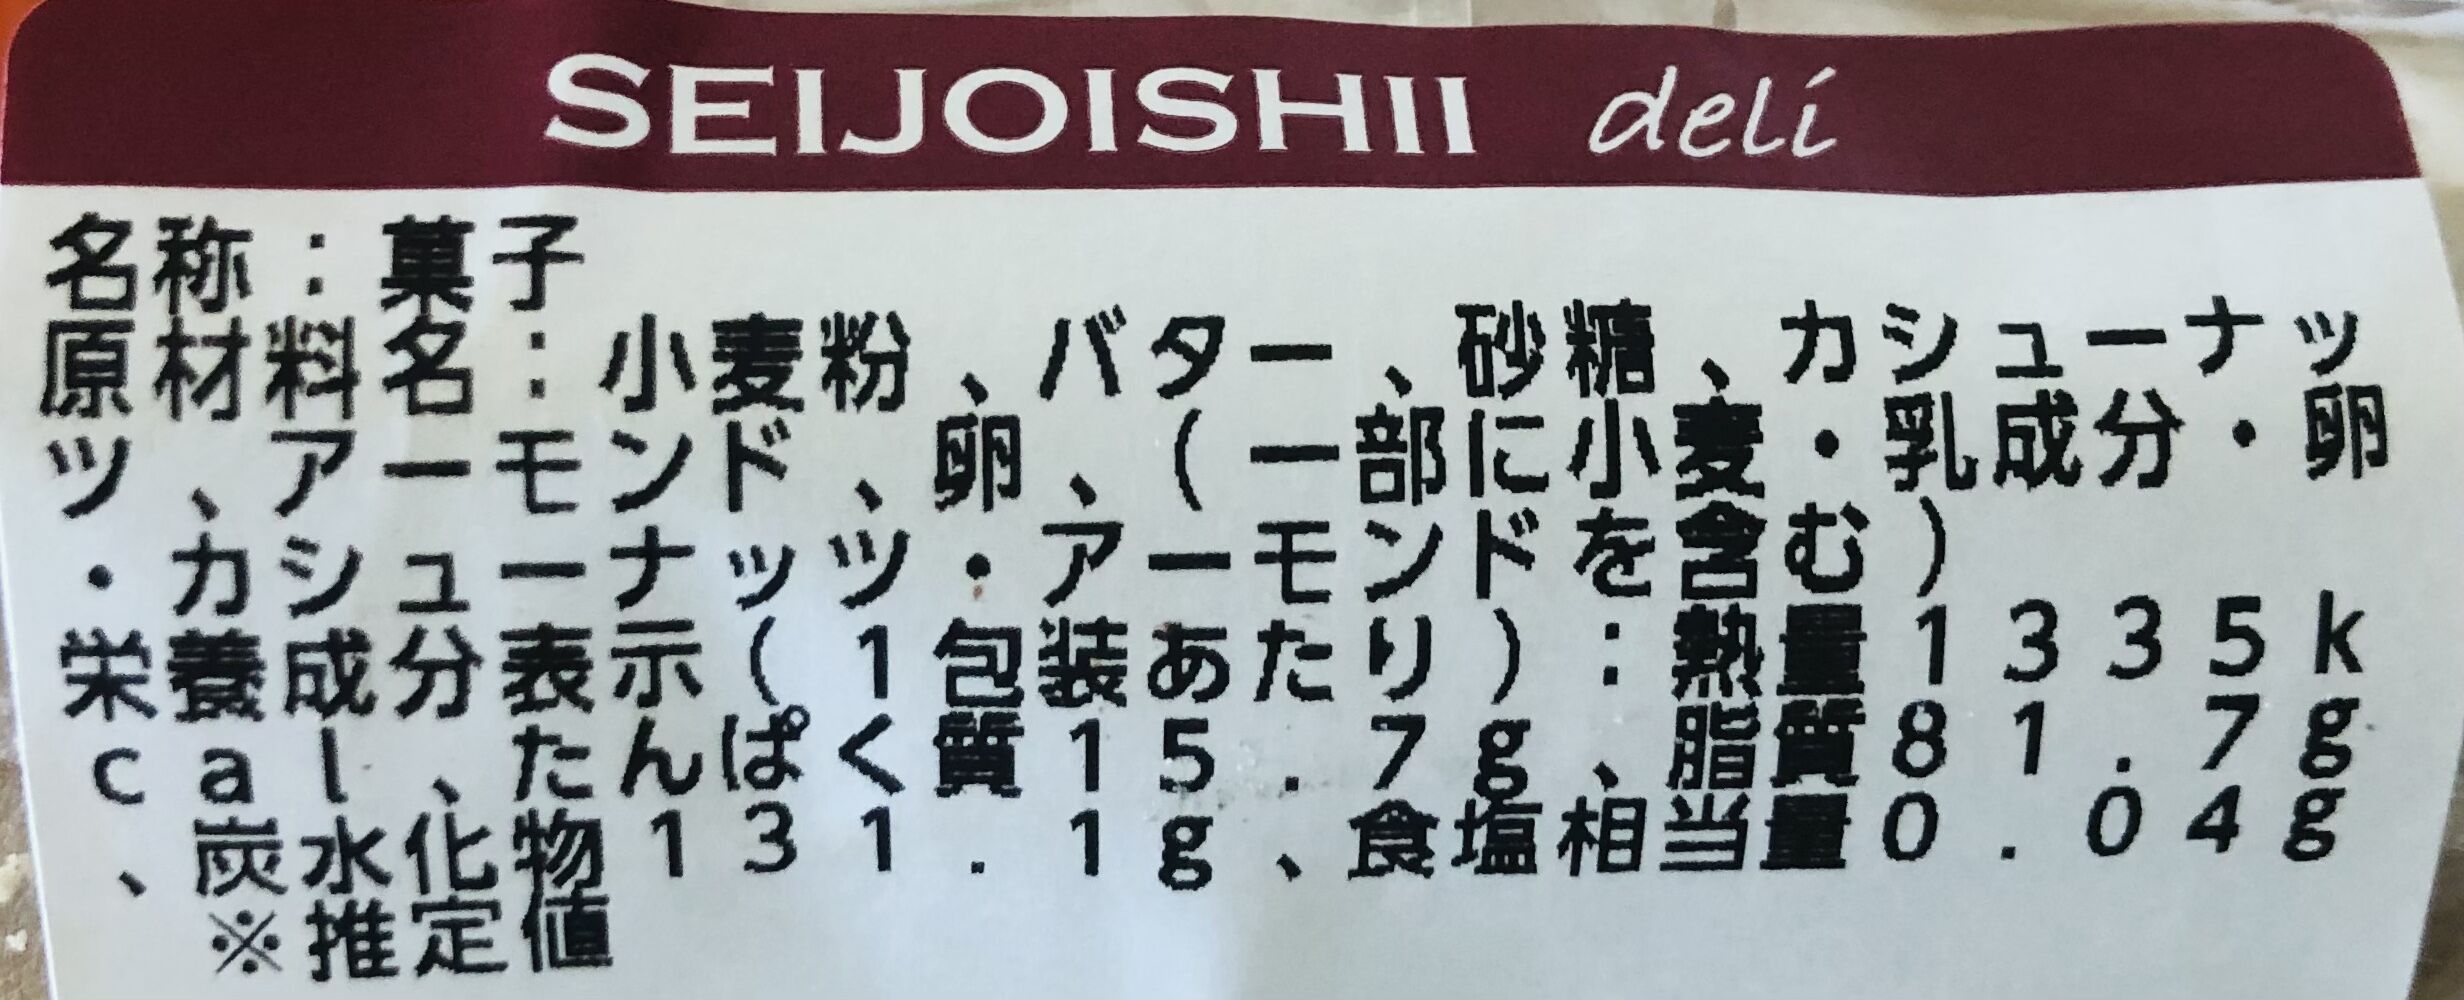 SEIJOISHII deli
名称：菓子
原材料名：小麦粉、バター、砂糖、カシューナッ
ツ、アーモンド、卵、（一部に小麦・乳成分・卵
・カシューナッツ・アーモンドを含む）
栄養成分表示（１包装あたり）：熱量１３３５ｋ
ｃａｌ、たんぱく質１５．７ｇ、脂質８１．７ｇ
、炭水化物１３１．１ｇ、食塩相当量０．０４ｇ
※推定値